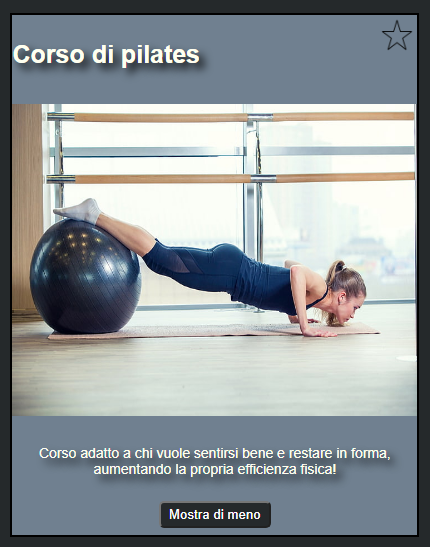 Corso di pilates
Corso adatto a chi vuole sentirsi bene e restare in forma,
aumentando la propria efficienza fisica!
Mostra di meno